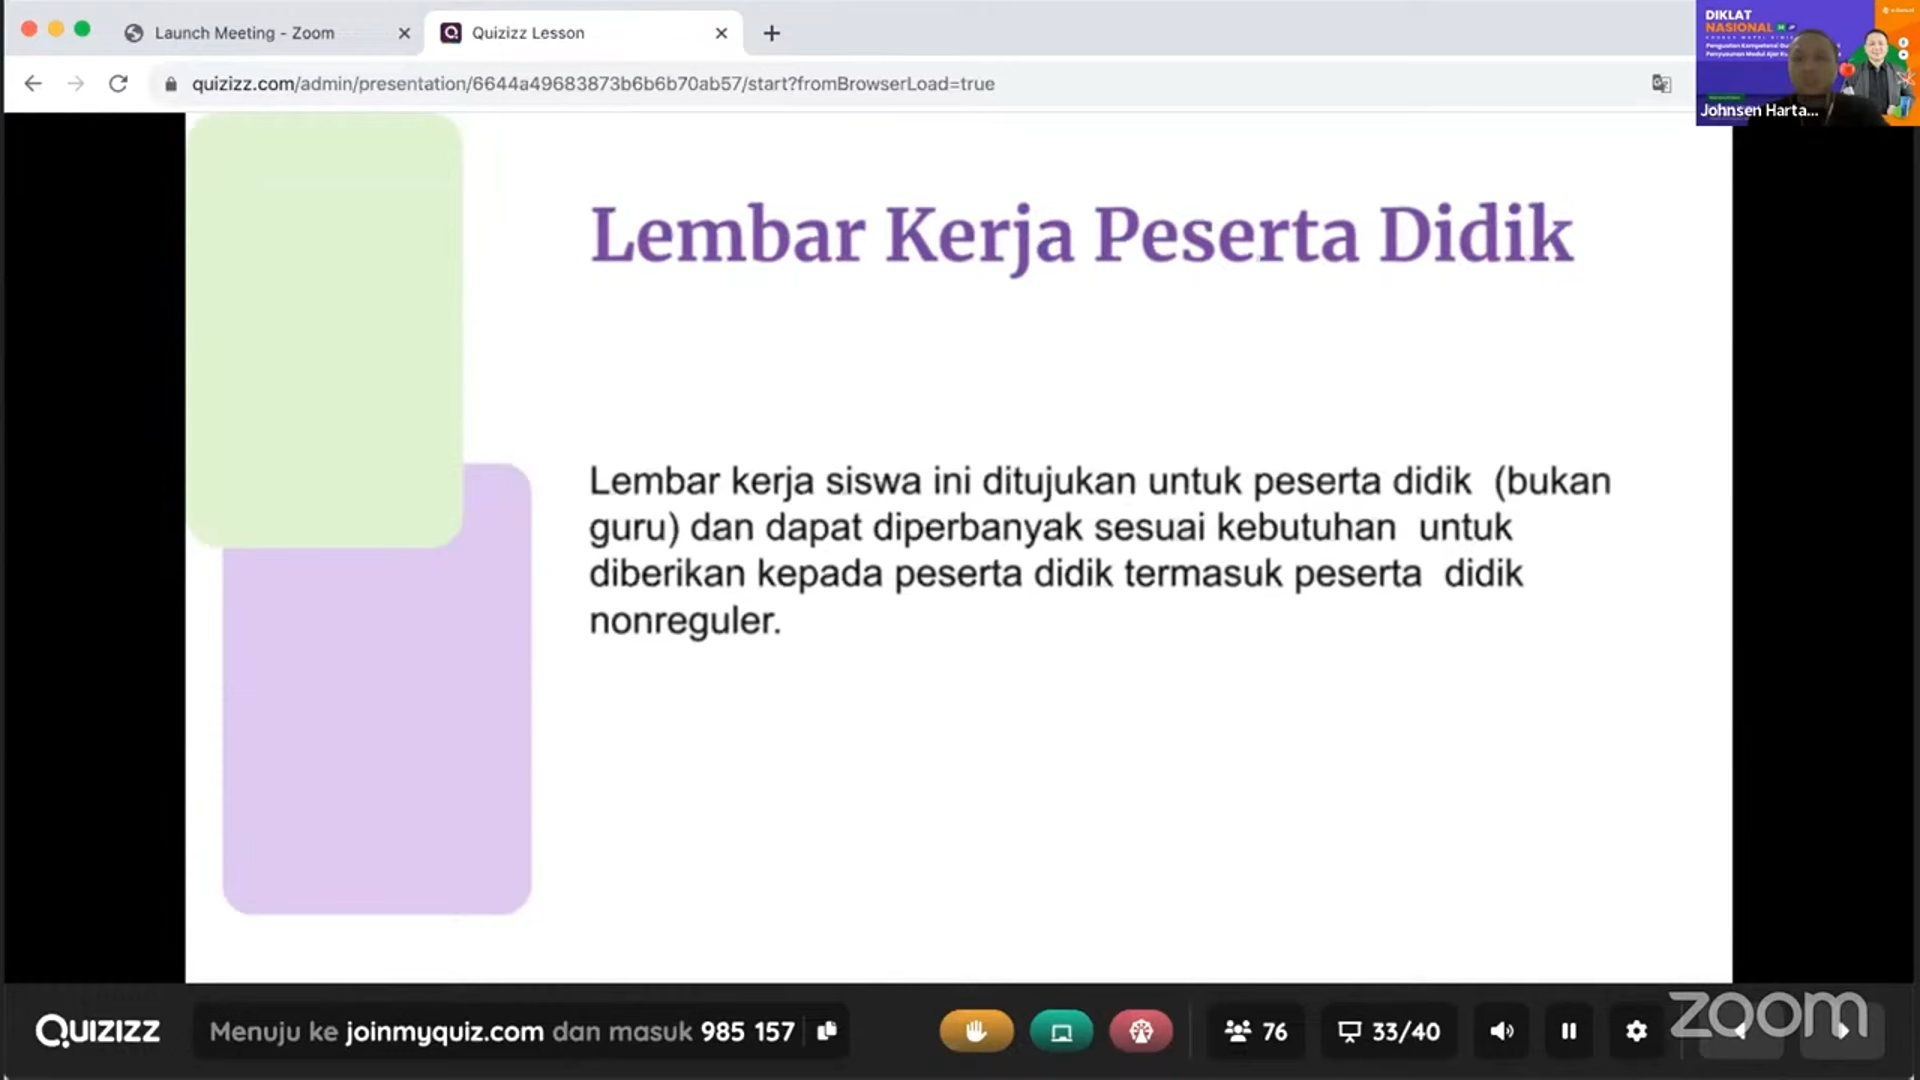 Launch Meeting - Zoom
Quizizz Lesson
quizizz.com/admin/presentation/6644a49683873b6b6b70ab57/start?fromBrowserLoad=true
DIKLAT
NASIONAL
Johnsen Harta...
Lembar Kerja Peserta Didik
Lembar kerja siswa ini ditujukan untuk peserta didik (bukan
guru) dan dapat diperbanyak sesuai kebutuhan untuk
diberikan kepada peserta didik termasuk peserta didik
nonreguler.
QUIZIZZ
Menuju ke joinmyquiz.com dan masuk 985 157
76
33/40
zoom